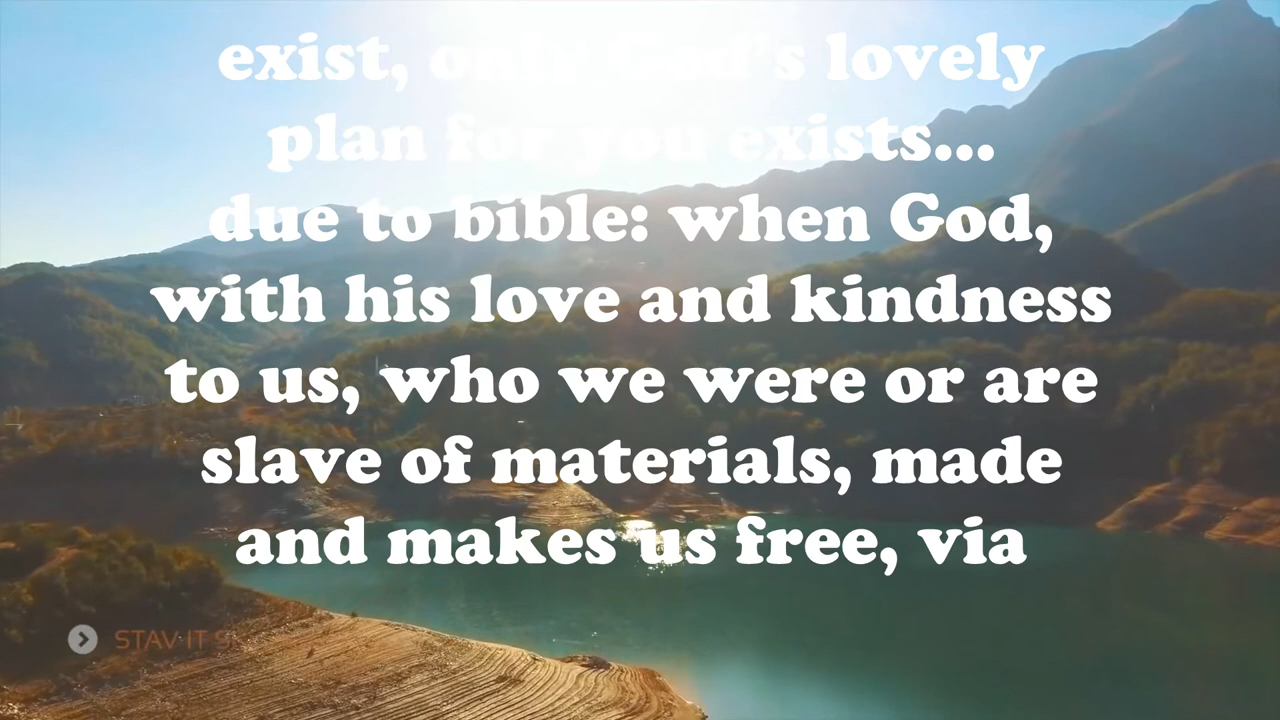 exist, only God's lovely
plan for you exists...
due to bible: when God,
with his love and kindness
to us, who we were or are
slave of materials, made
and makes us free, via
STAV IT